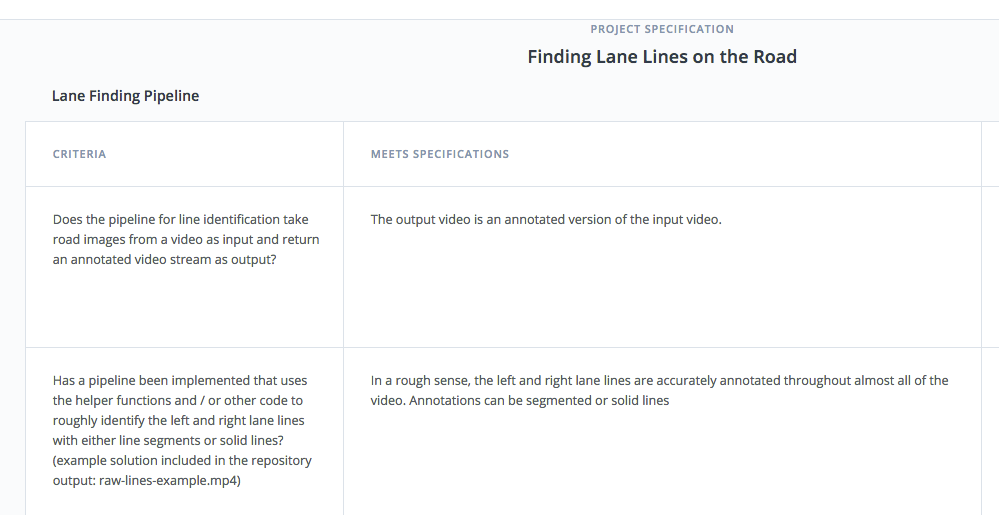 PROJECT SPECIFICATION
Finding Lane Lines on the Road
Lane Finding Pipeline
CRITERIA
MEETS SPECIFICATIONS
Does the pipeline for line identification take
road images from a video as input and return
an annotated video stream as output?
The output video is an annotated version of the input video.
Has a pipeline been implemented that uses
the helper functions and / or other code to
roughly identify the left and right lane lines
with either line segments or solid lines?
(example solution included in the repository
output: raw-lines-example.mp4)
In a rough sense, the left and right lane lines are accurately annotated throughout almost all of the
video. Annotations can be segmented or solid lines